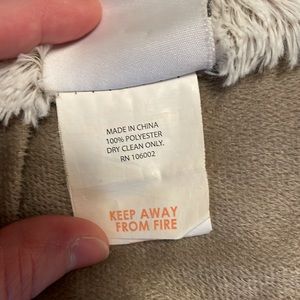 MADE IN CHINA
100% POLYESTER
DRY CLEAN ONLY.
RN 106002
KEEP AWAY
FROM FIRE